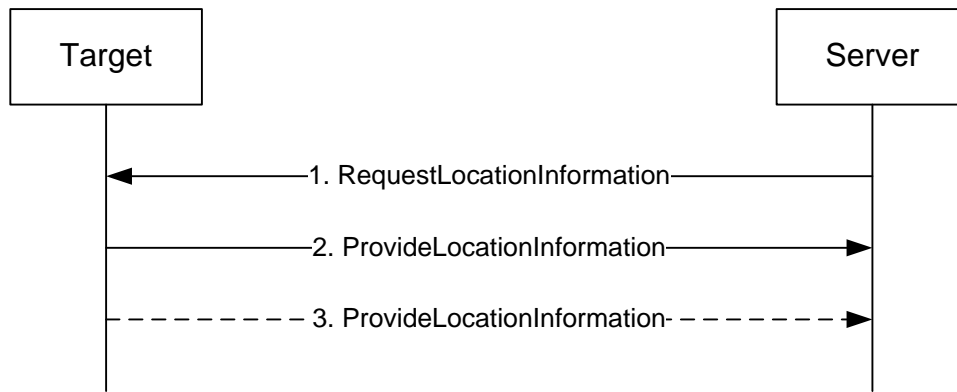 Target
Server
1. RequestLocationInformation
2. ProvideLocationInformation
3. ProvideLocationInformation